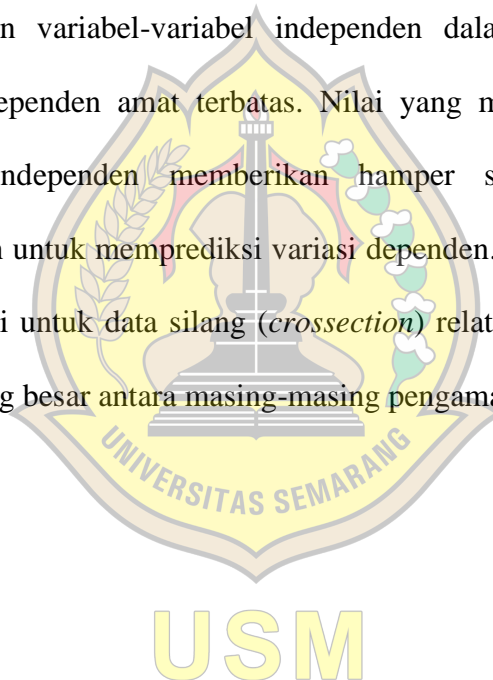 n variabel-variabel independen dala
ependen amat terbatas. Nilai yang m
ndependen memberikan hamper s
n untuk memprediksi variasi dependen.
i untuk data silang (crossection) relat
g besar antara masing-masing pengama
UNIVERSITAS SEMARANG
USM